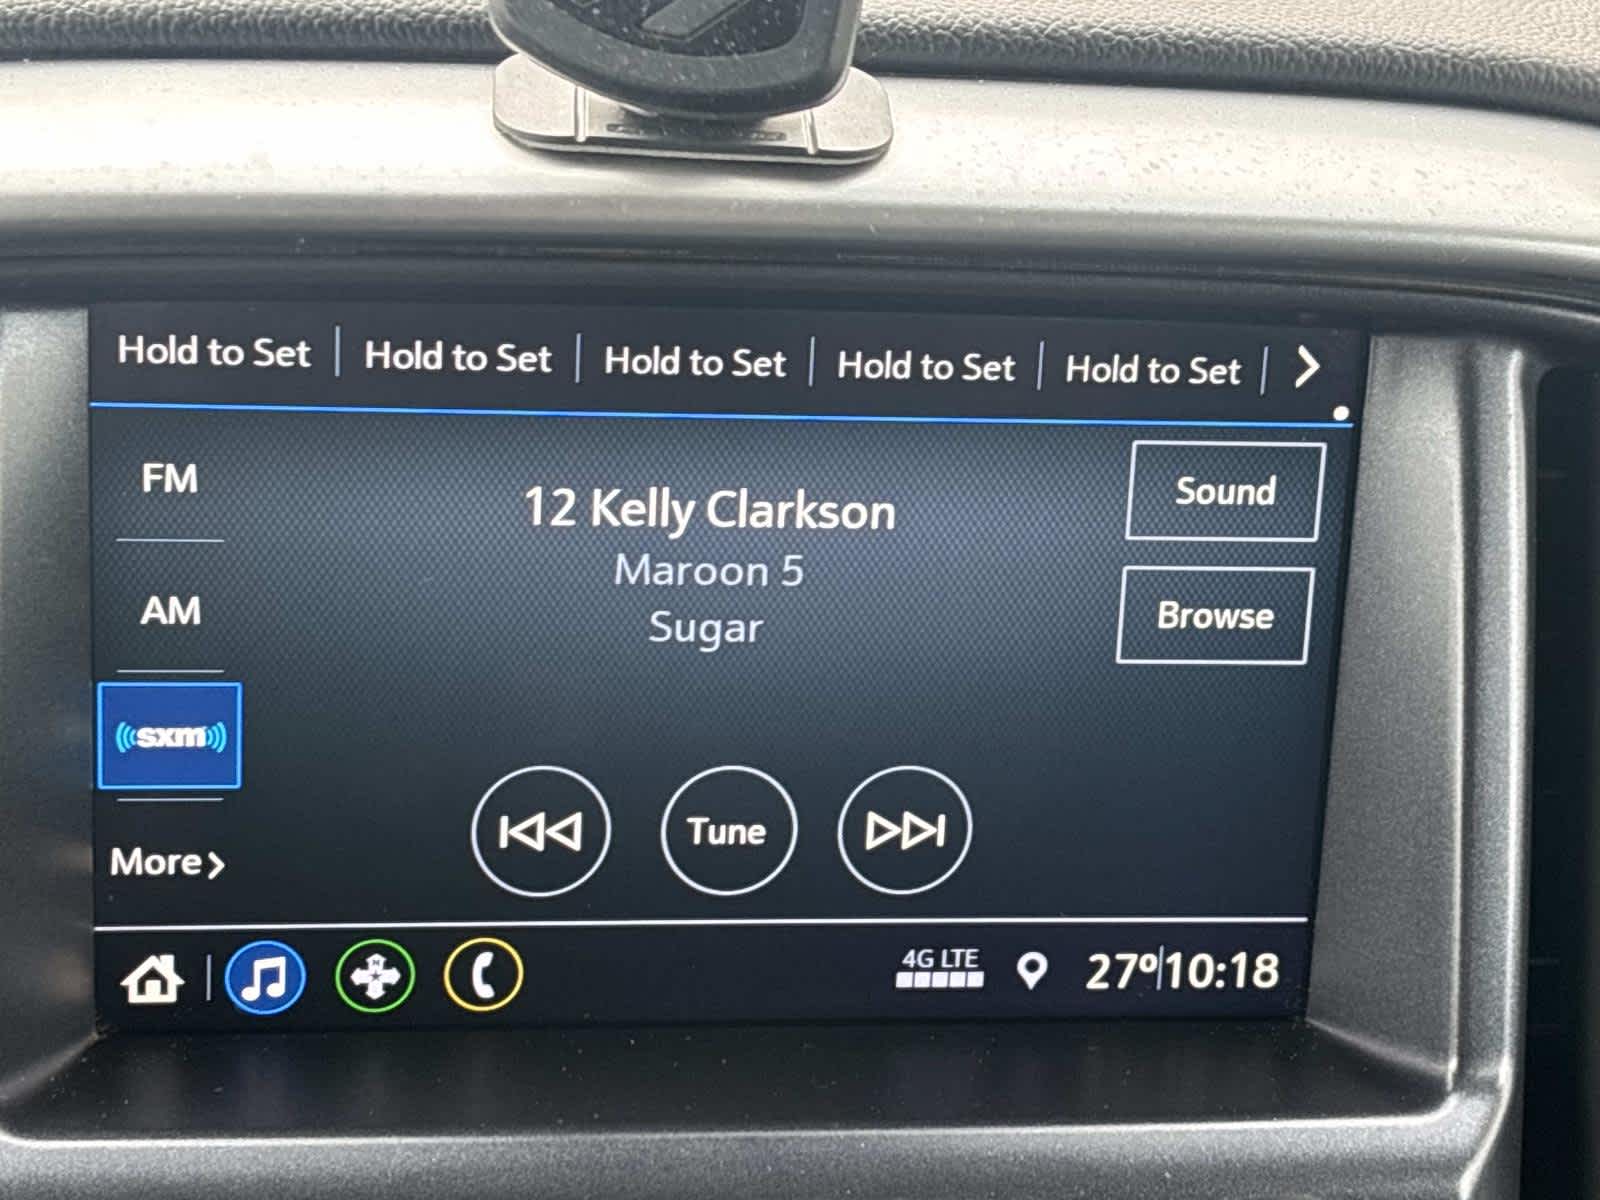 Hold to Set Hold to Set Hold to Set Hold to Set Hold to Set
FM
12 Kelly Clarkson
Maroon 5
Sugar
Sound
AM
Browse
sxm
More
Tune
4G LTE
27° 10:18